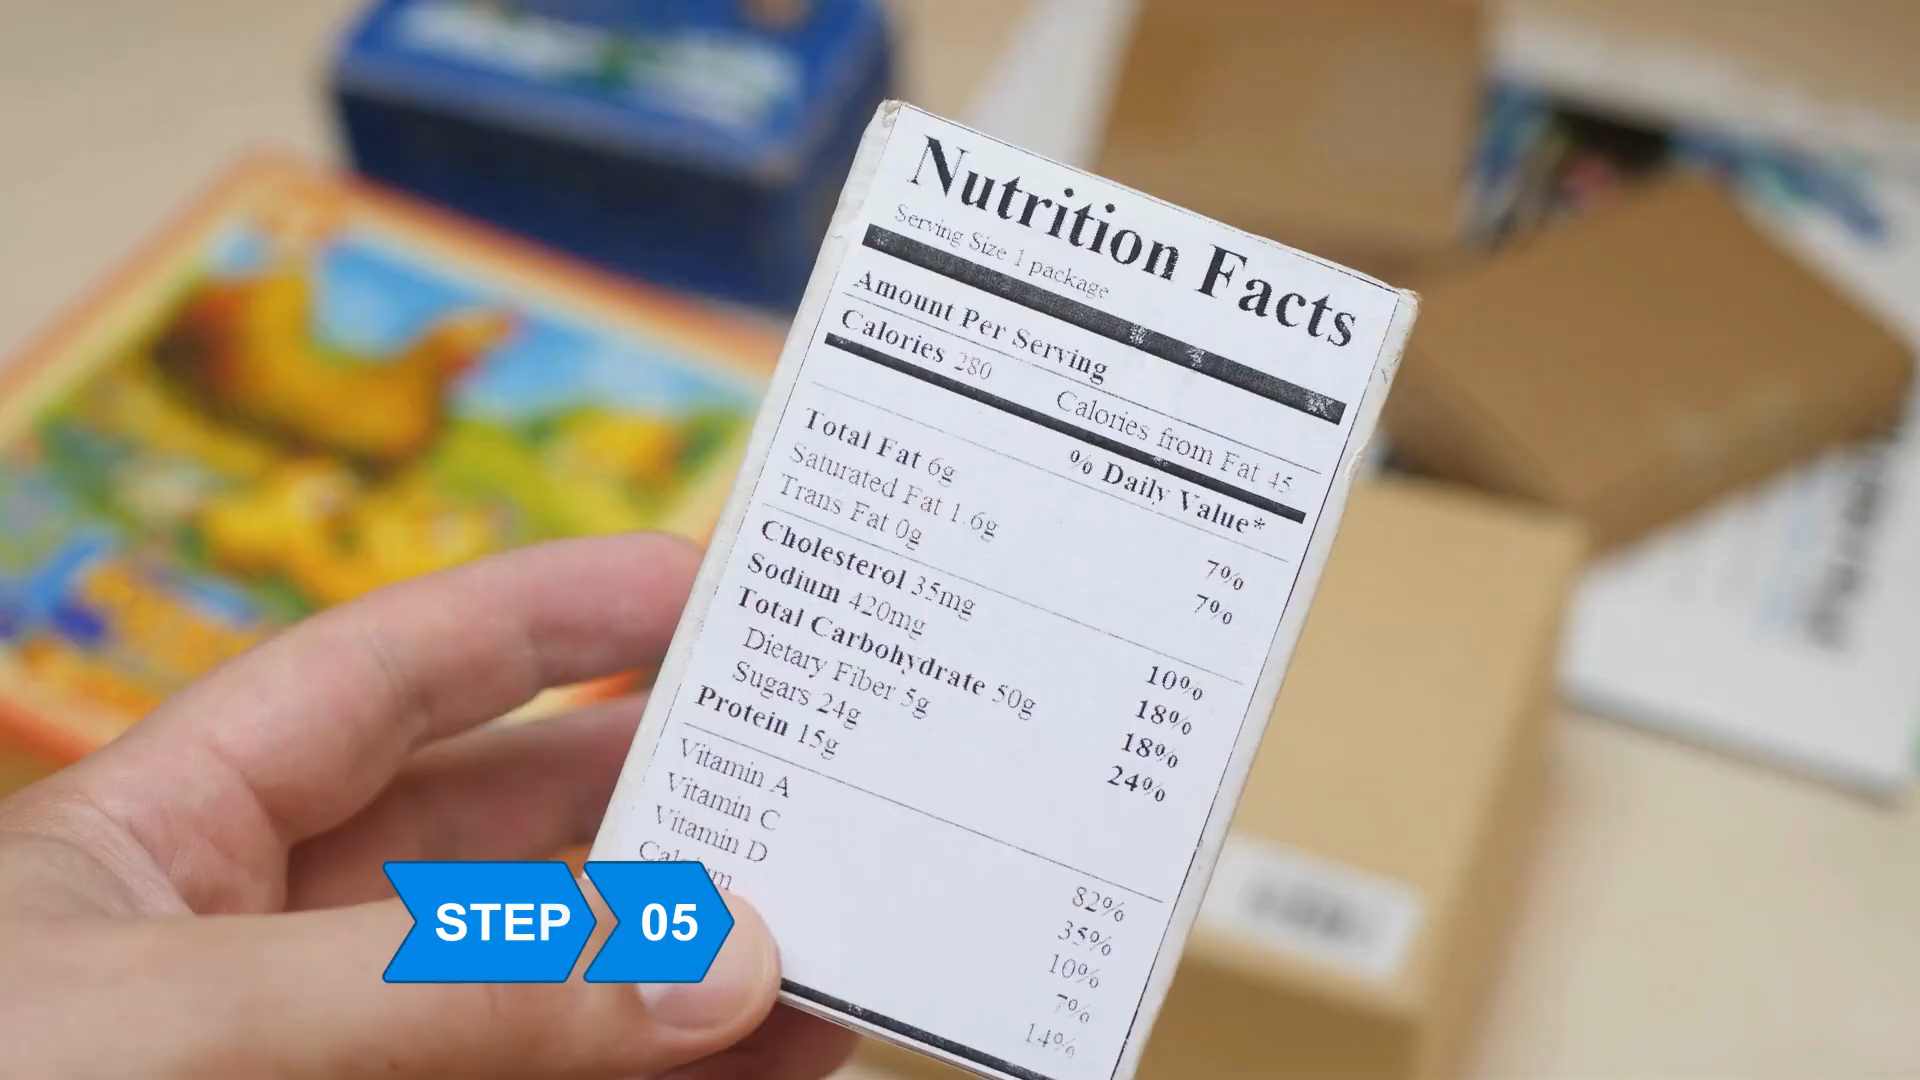 Nutrition Facts
Serving Size 1 package
Amount Per Serving
Calories 280 Calories from Fat 45
% Daily Value*
Total Fat 6g 7%
Saturated Fat 1.6g 7%
Trans Fat 0g
Cholesterol 35mg 10%
Sodium 420mg 18%
Total Carbohydrate 50g 18%
Dietary Fiber 5g 24%
Sugars 24g
Protein 15g
Vitamin A 82%
Vitamin C 35%
Vitamin D 10%
7%
14%
STEP 05